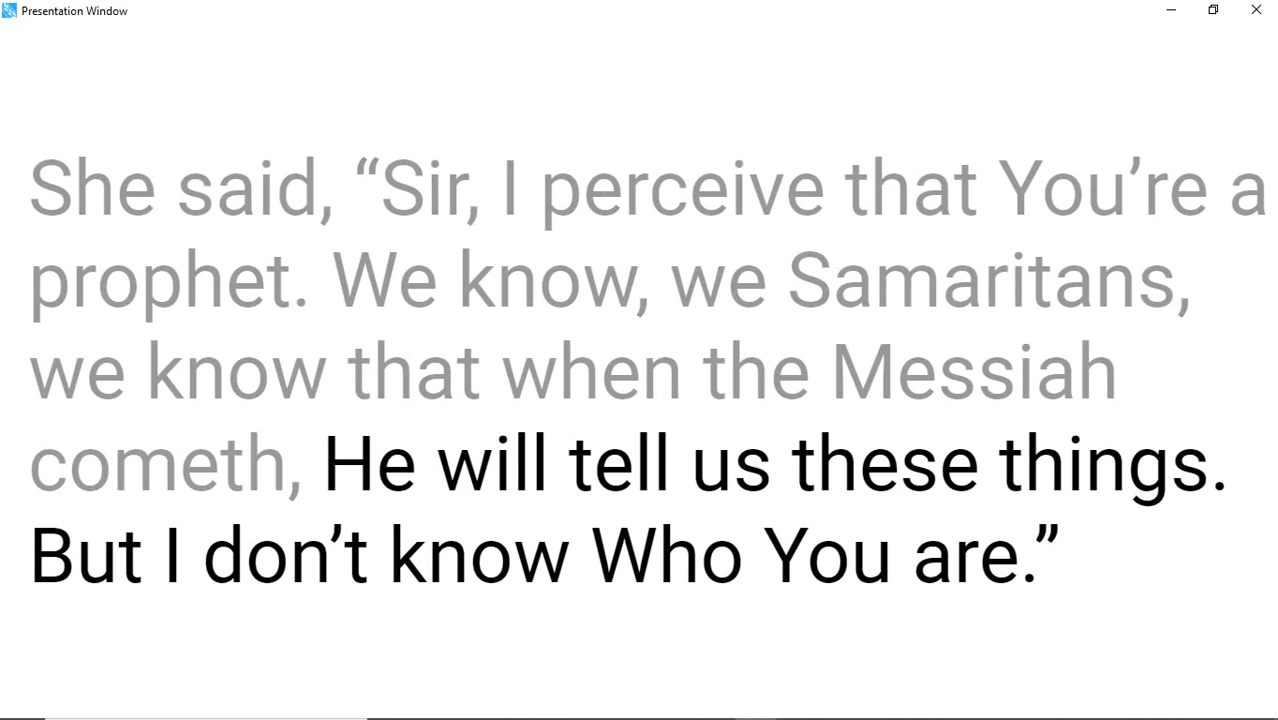 Presentation Window
She said, “Sir, I perceive that You’re a
prophet. We know, we Samaritans,
we know that when the Messiah
cometh, He will tell us these things.
But I don’t know Who You are.”